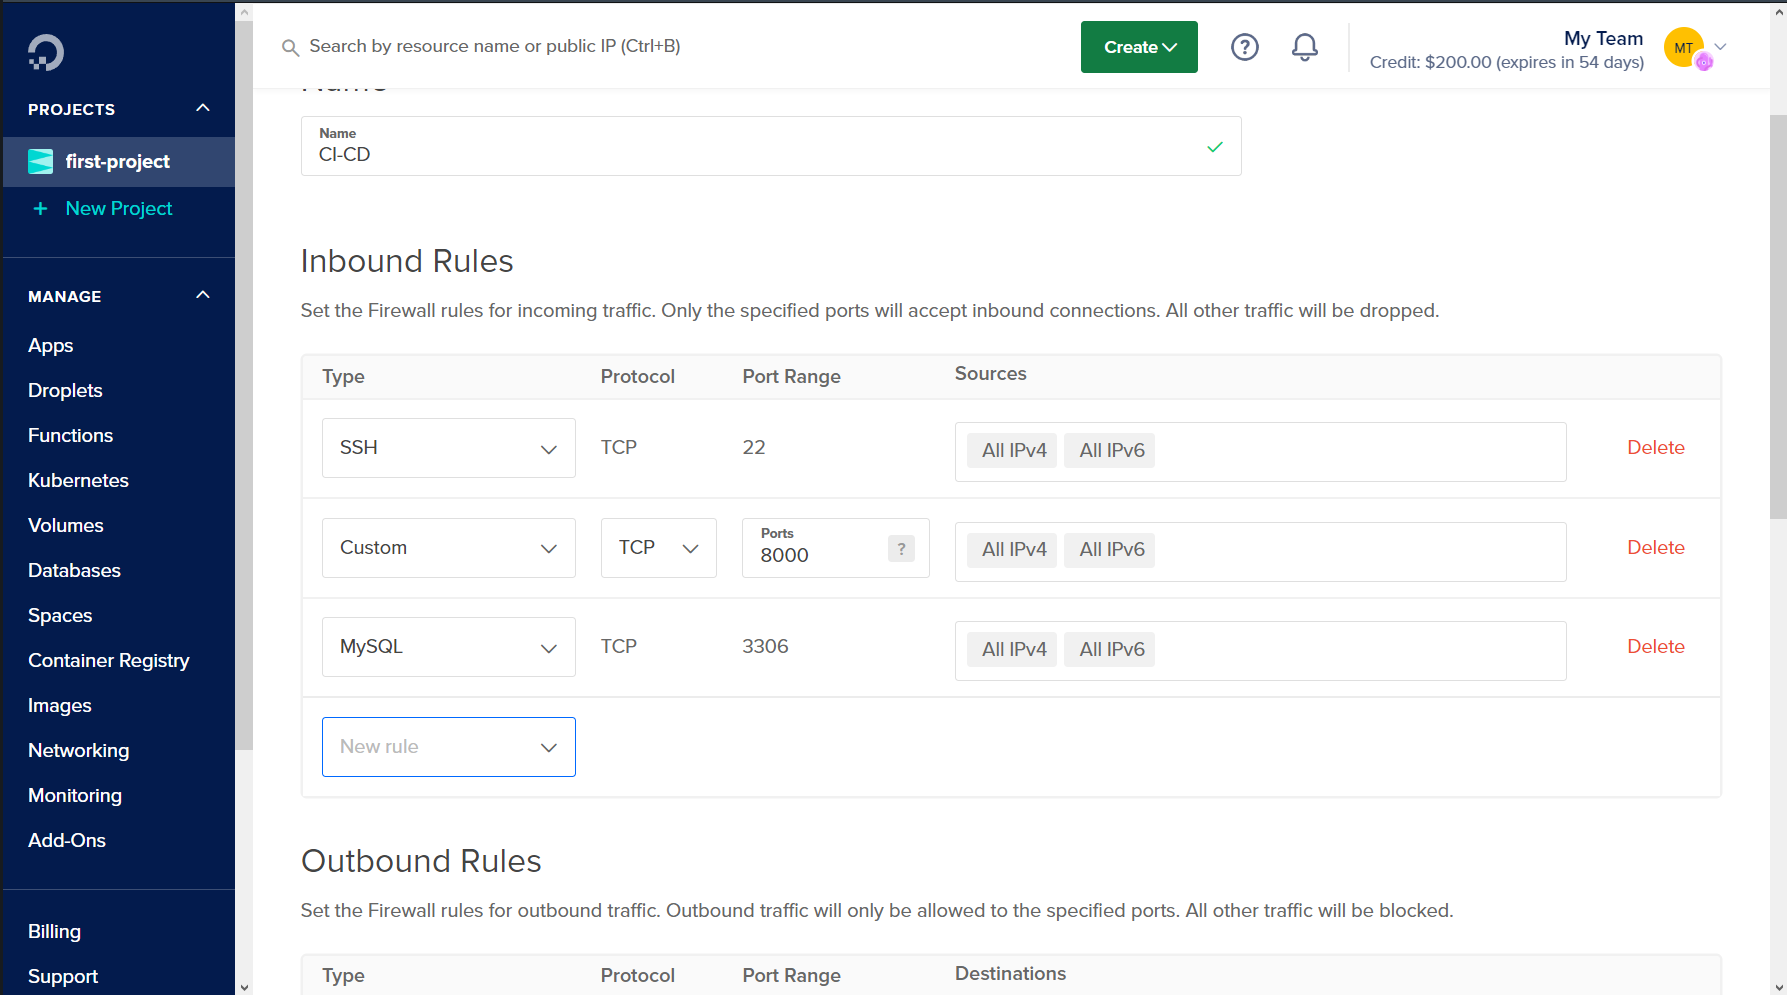 Search by resource name or public IP (Ctrl+B)
Create
?
My Team
Credit: $200.00 (expires in 54 days)
MT
PROJECTS
first-project
+ New Project
MANAGE
Apps
Droplets
Functions
Kubernetes
Volumes
Databases
Spaces
Container Registry
Images
Networking
Monitoring
Add-Ons
Billing
Support
Name
Name
CI-CD
Inbound Rules
Set the Firewall rules for incoming traffic. Only the specified ports will accept inbound connections. All other traffic will be dropped.
Type Protocol Port Range Sources
SSH TCP 22 All IPv4 All IPv6 Delete
Custom TCP Ports 8000 ? All IPv4 All IPv6 Delete
MySQL TCP 3306 All IPv4 All IPv6 Delete
New rule
Outbound Rules
Set the Firewall rules for outbound traffic. Outbound traffic will only be allowed to the specified ports. All other traffic will be blocked.
Type Protocol Port Range Destinations